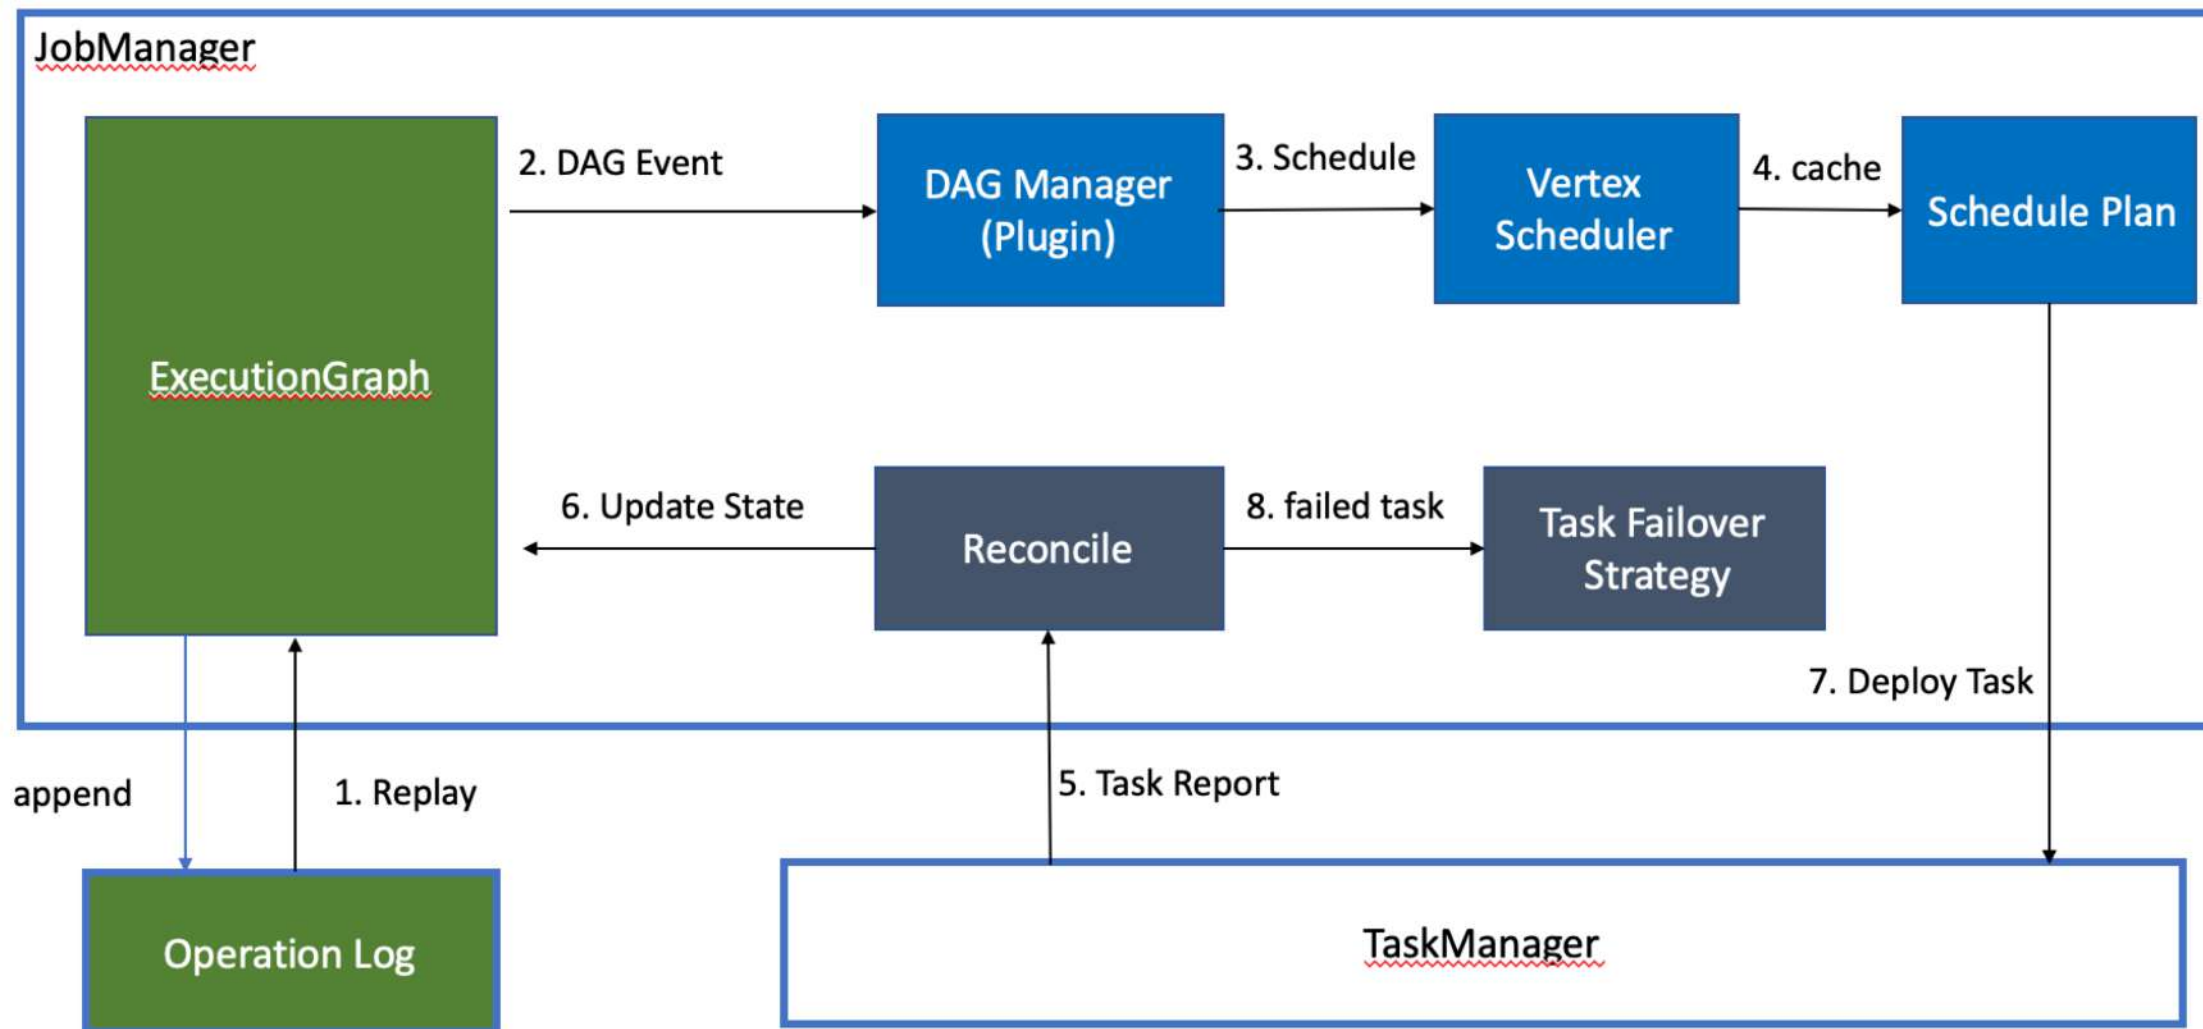 JobManager
2. DAG Event
DAG Manager
(Plugin)
3. Schedule
Vertex
Scheduler
4. cache
Schedule Plan
ExecutionGraph
6. Update State
Reconcile
8. failed task
Task Failover
Strategy
7. Deploy Task
append
1. Replay
5. Task Report
Operation Log
TaskManager